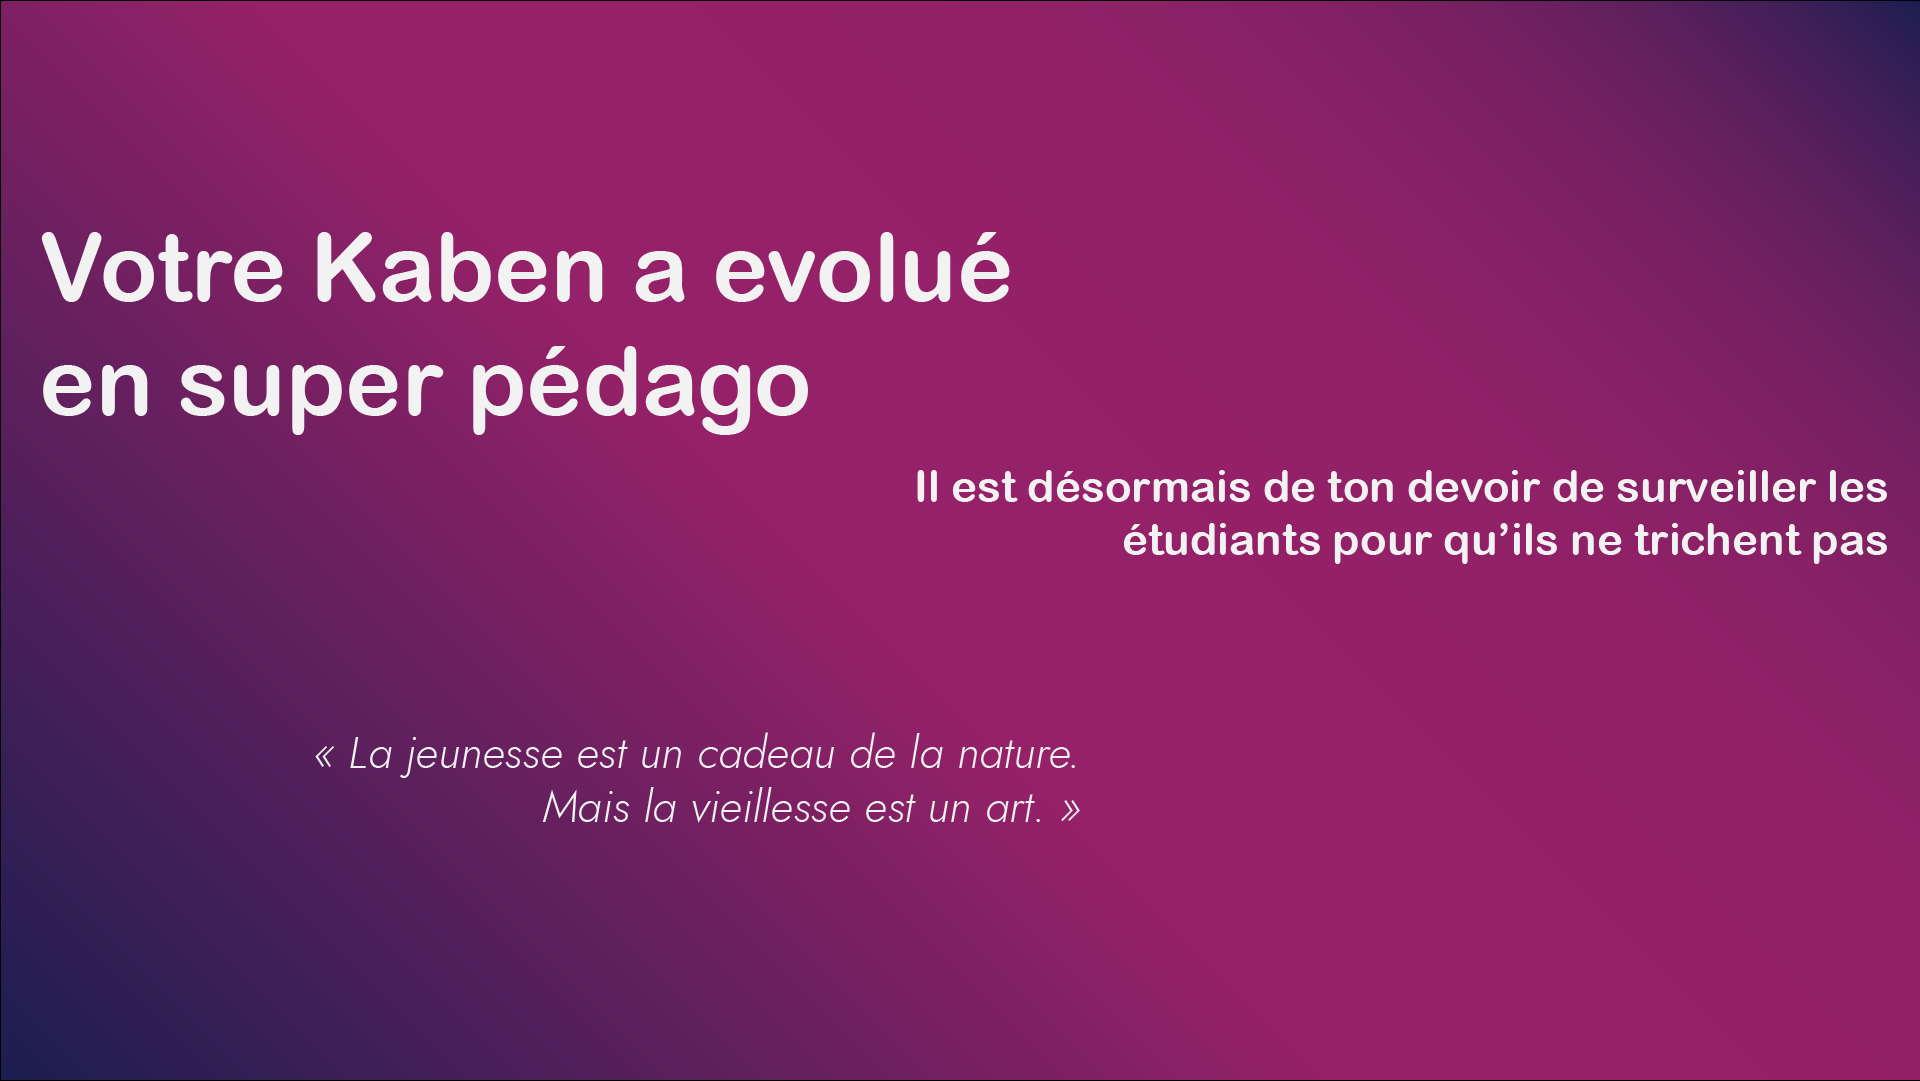 Votre Kaben a evolué
en super pédago
Il est désormais de ton devoir de surveiller les
étudiants pour qu’ils ne trichent pas
« La jeunesse est un cadeau de la nature.
Mais la vieillesse est un art. »